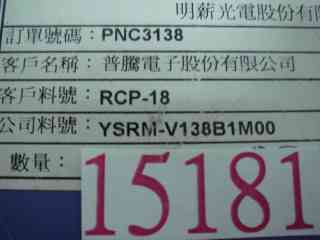 明薪光電股份有
訂單號碼：PNC3138
客戶名稱：普騰電子股份有限公司
客戶料號：RCP-18
公司料號：YSRM-V138B1M00
數量：
15181